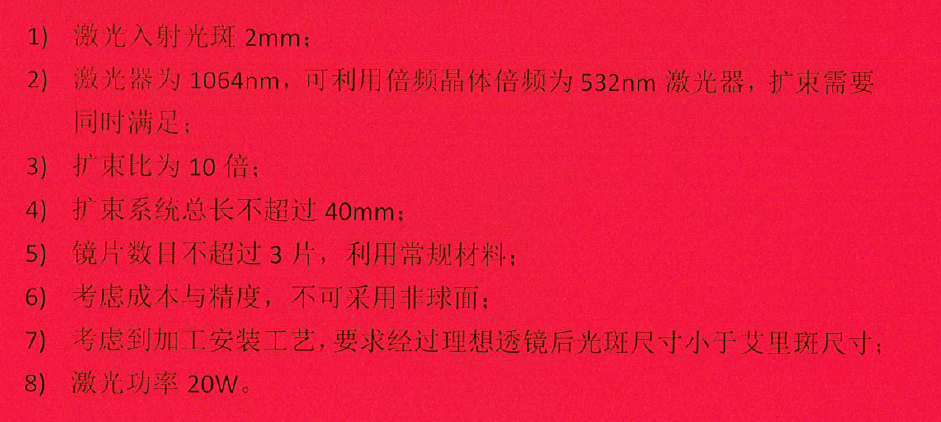 1) 激光入射光斑 2mm；
2) 激光器为 1064nm，可利用倍频晶体倍频为 532nm 激光器，扩束需要
同时满足；
3) 扩束比为 10 倍；
4) 扩束系统总长不超过 40mm；
5) 镜片数目不超过 3 片，利用常规材料；
6) 考虑成本与精度，不可采用非球面；
7) 考虑到加工安装工艺，要求经过理想透镜后光斑尺寸小于艾里斑尺寸；
8) 激光功率 20W。